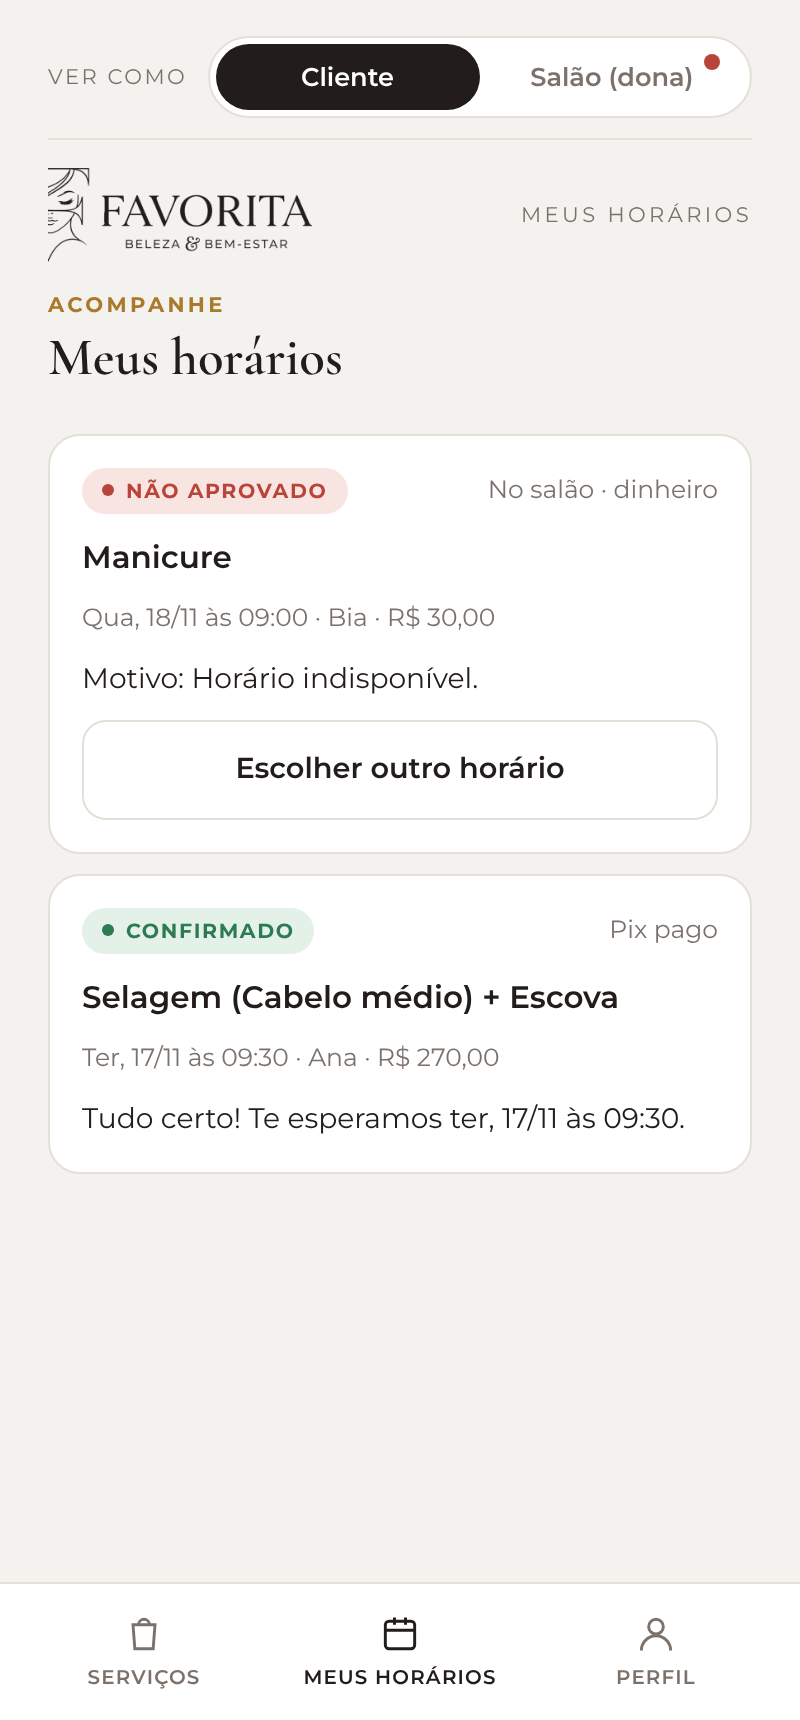 VER COMO
Cliente
Salão (dona)
FAVORITA
BELEZA & BEM-ESTAR
MEUS HORÁRIOS
ACOMPANHE
Meus horários
NÃO APROVADO
No salão · dinheiro
Manicure
Qua, 18/11 às 09:00 · Bia · R$ 30,00
Motivo: Horário indisponível.
Escolher outro horário
CONFIRMADO
Pix pago
Selagem (Cabelo médio) + Escova
Ter, 17/11 às 09:30 · Ana · R$ 270,00
Tudo certo! Te esperamos ter, 17/11 às 09:30.
SERVIÇOS
MEUS HORÁRIOS
PERFIL